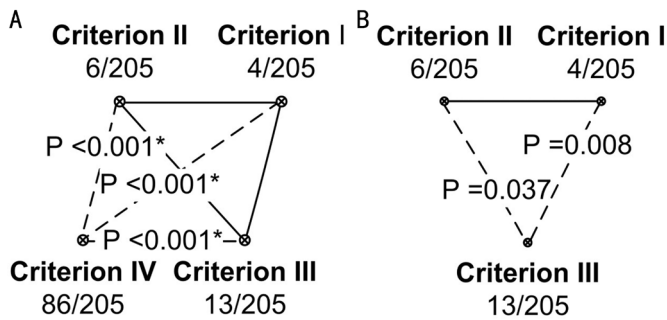 A
Criterion II Criterion I
6/205 4/205
P <0.001*
P <0.001*
P <0.001*
Criterion IV Criterion III
86/205 13/205
B
Criterion II Criterion I
6/205 4/205
P =0.008
P =0.037
Criterion III
13/205